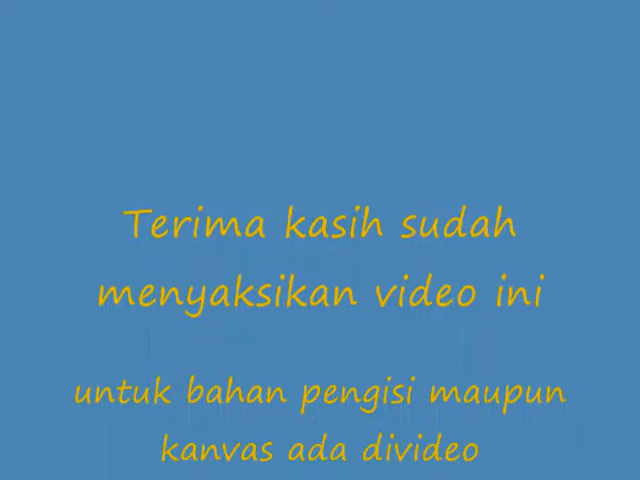 Terima kasih sudah
menyaksikan video ini
untuk bahan pengisi maupun
kanvas ada divideo